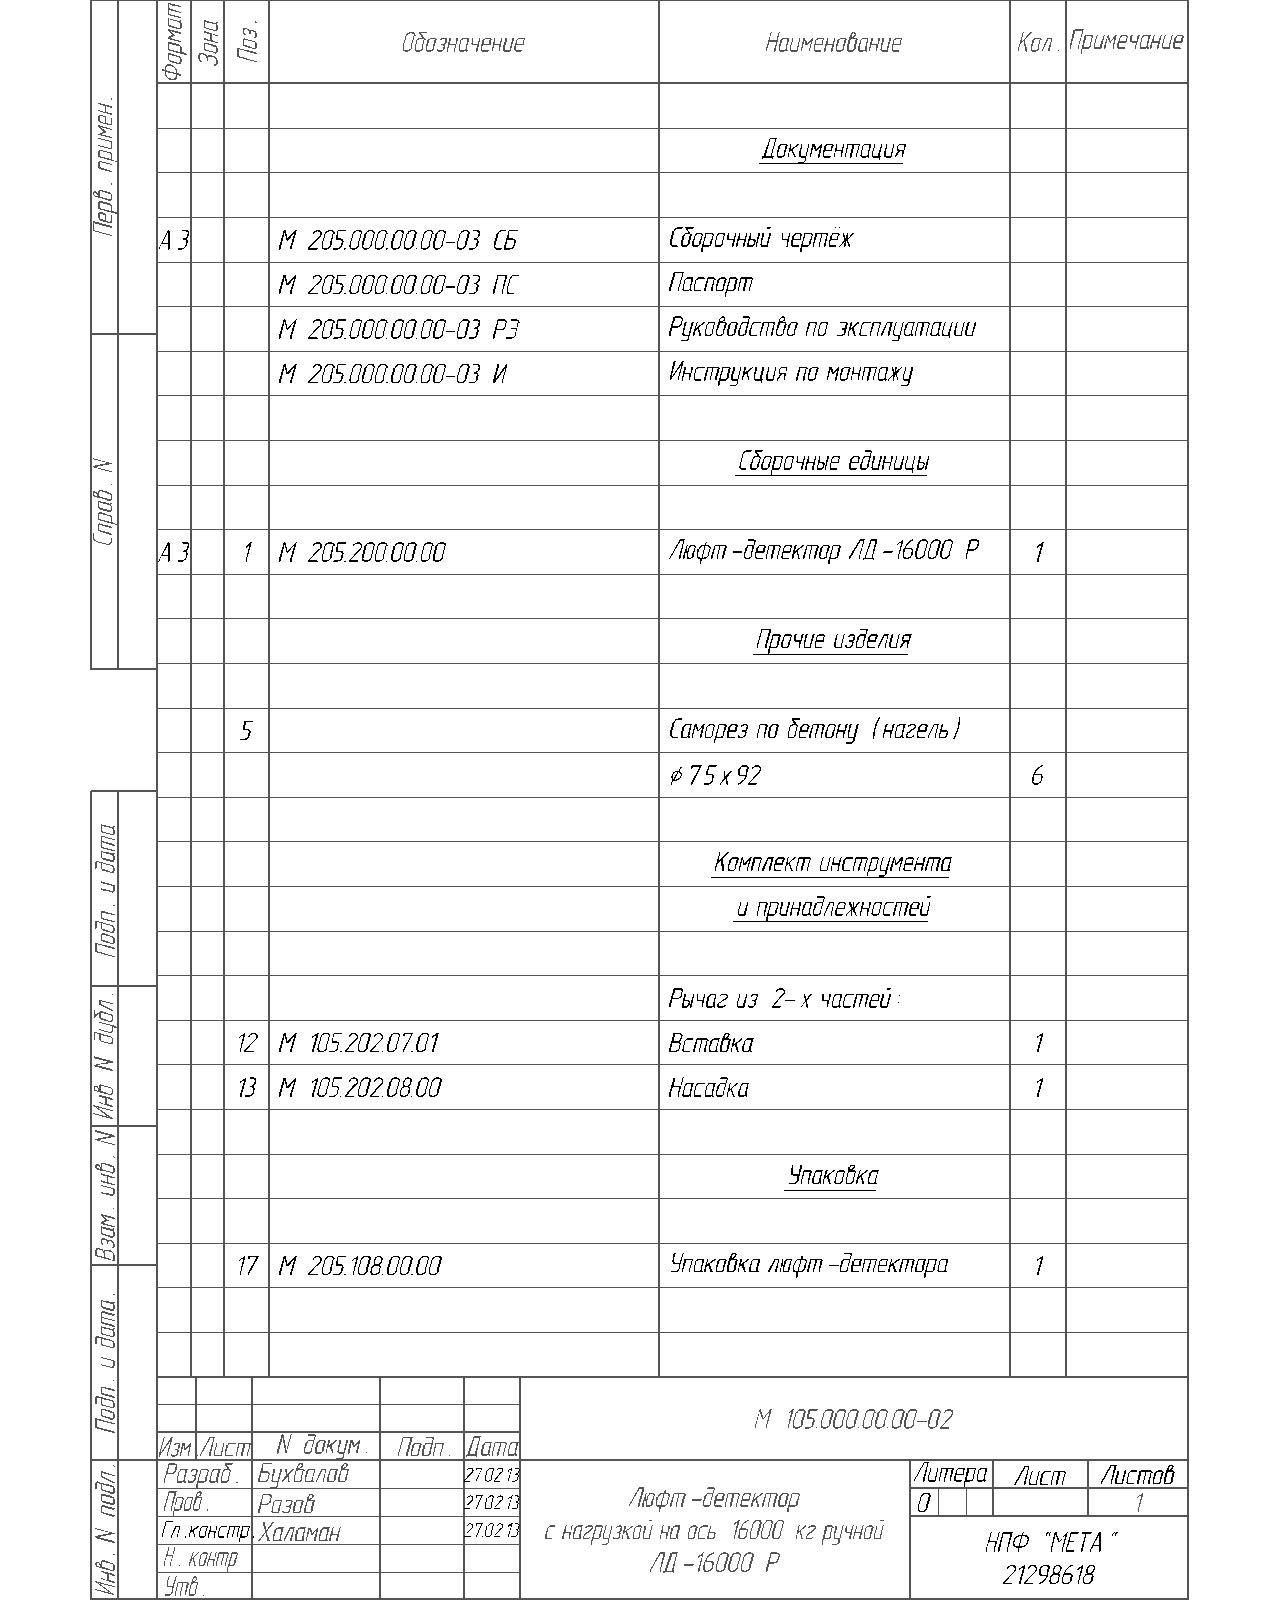 Формат Зона Поз. Обозначение Наименование Кол. Примечание
Документация
А3 М 205.000.00.00-03 СБ Сборочный чертёж
М 205.000.00.00-03 ПС Паспорт
М 205.000.00.00-03 РЭ Руководство по эксплуатации
М 205.000.00.00-03 И Инструкция по монтажу
Сборочные единицы
А3 1 М 205.200.00.00 Люфт-детектор ЛД-16000 Р 1
Прочие изделия
5 Саморез по бетону (нагель)
ϕ 75 x 92 6
Комплект инструмента
и принадлежностей
Рычаг из 2-х частей:
12 М 105.202.07.01 Вставка 1
13 М 105.202.08.00 Насадка 1
Упаковка
17 М 205.108.00.00 Упаковка люфт-детектора 1
Перв. примен.
Справ. N
Подп. и дата
Инв N дубл.
Взам. инв. N
Подп. и дата.
Инв. N подл.
М 105.000.00.00-02
Изм Лист N докум. Подп. Дата
Разраб. Бухвалов 27.02.13
Пров. Разов 27.02.13
Гл.констр. Халаман 27.02.13
Н. контр
Утв.
Люфт-детектор
с нагрузкой на ось 16000 кг ручной
ЛД-16000 Р
Литера Лист Листов
О 1
НПФ "МЕТА"
21298618